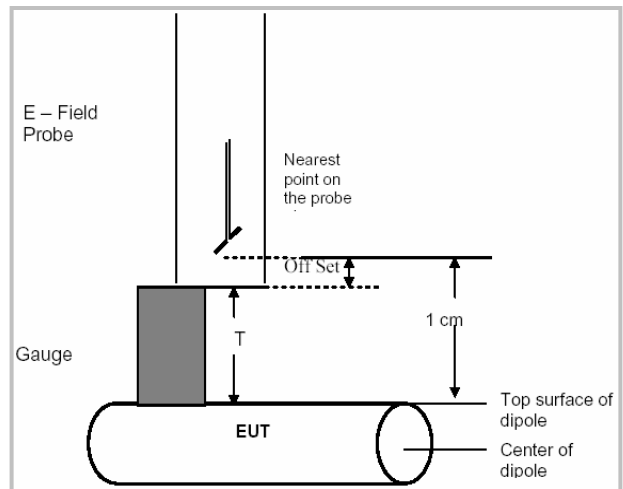 E – Field
Probe
Nearest
point on
the probe
Off Set
1 cm
T
Gauge
Top surface of
dipole
EUT
Center of
dipole